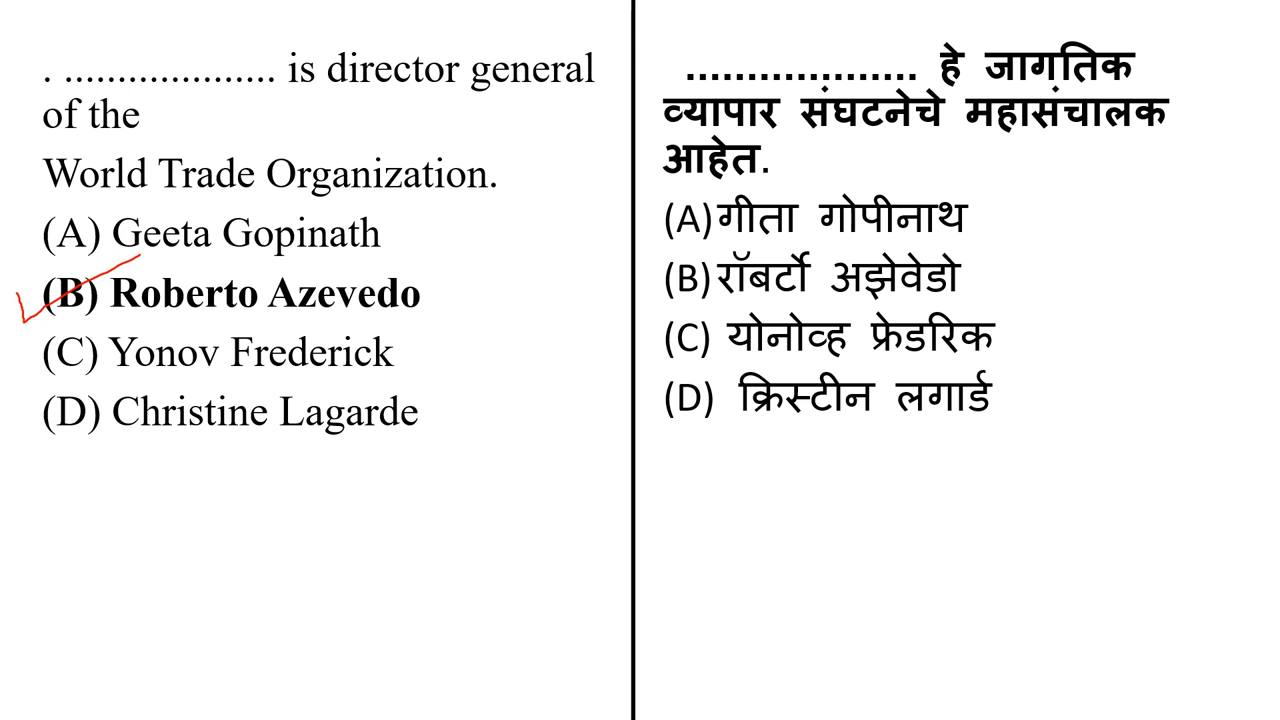 . .................... is director general
of the
World Trade Organization.
(A) Geeta Gopinath
(B) Roberto Azevedo
(C) Yonov Frederick
(D) Christine Lagarde
................... हे जागतिक
व्यापार संघटनेचे महासंचालक
आहेत.
(A)गीता गोपीनाथ
(B)रॉबर्टो अझेवेडो
(C) योनोव्ह फ्रेडरिक
(D) क्रिस्टीन लगार्ड